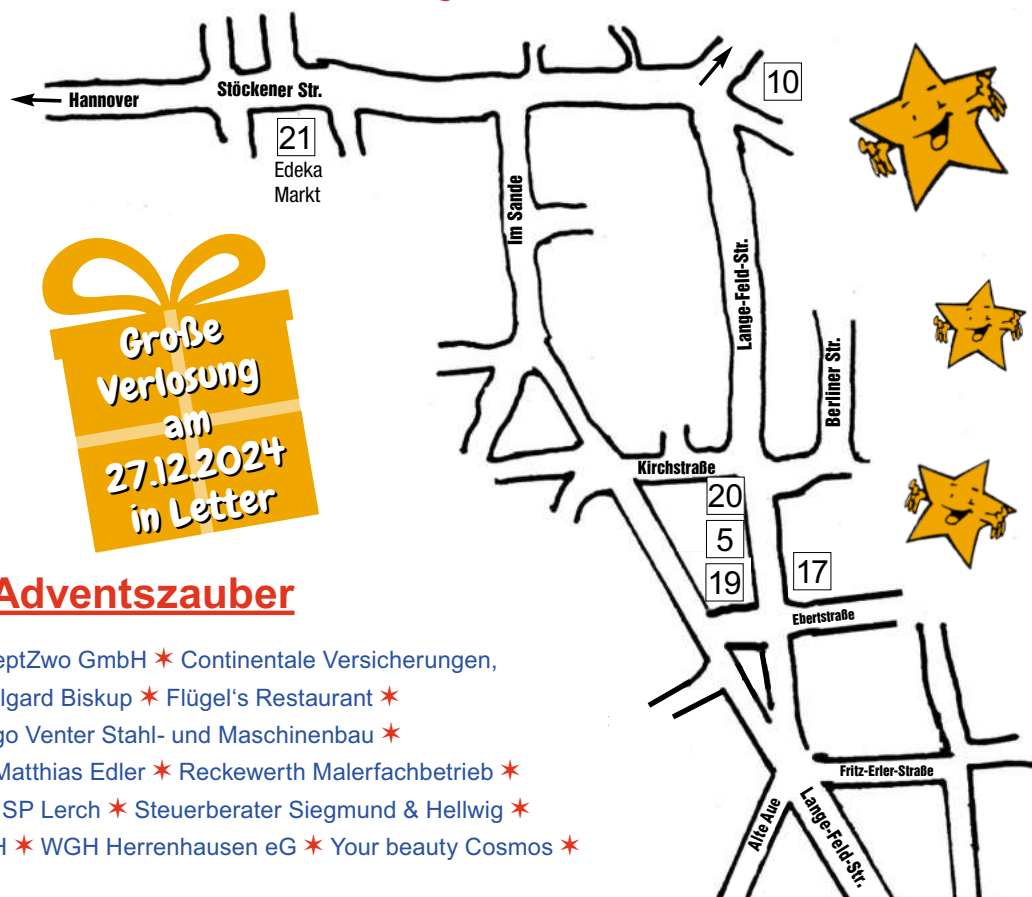 Hannover
Stöckener Str.
10
21
Edeka
Markt
Im Sande
Lange-Feld-Str.
Berliner Str.
Große
Verlosung
am
27.12.2024
in Letter
Kirchstraße
20
5
19
17
Ebertstraße
Adventszauber
eptZwo GmbH ✶ Continentale Versicherungen,
lgard Biskup ✶ Flügel‘s Restaurant ✶
go Venter Stahl- und Maschinenbau ✶
Matthias Edler ✶ Reckewerth Malerfachbetrieb ✶
SP Lerch ✶ Steuerberater Siegmund & Hellwig ✶
H ✶ WGH Herrenhausen eG ✶ Your beauty Cosmos ✶
Fritz-Erler-Straße
Alte Aue
Lange-Feld-Str.